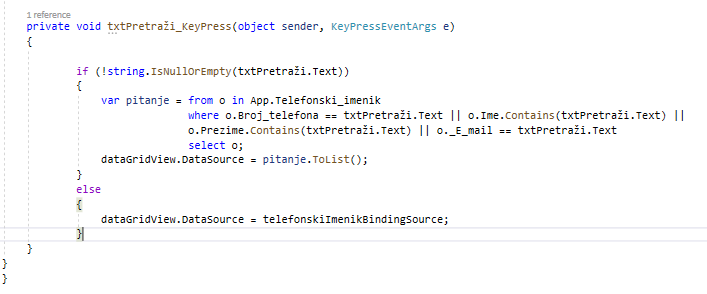 1 reference
private void txtPretraži_KeyPress(object sender, KeyPressEventArgs e)
{
if (!string.IsNullOrEmpty(txtPretraži.Text))
{
var pitanje = from o in App.Telefonski_imenik
where o.Broj_telefona == txtPretraži.Text || o.Ime.Contains(txtPretraži.Text) ||
o.Prezime.Contains(txtPretraži.Text) || o._E_mail == txtPretraži.Text
select o;
dataGridView.DataSource = pitanje.ToList();
}
else
{
dataGridView.DataSource = telefonskiImenikBindingSource;
}
}
}
}